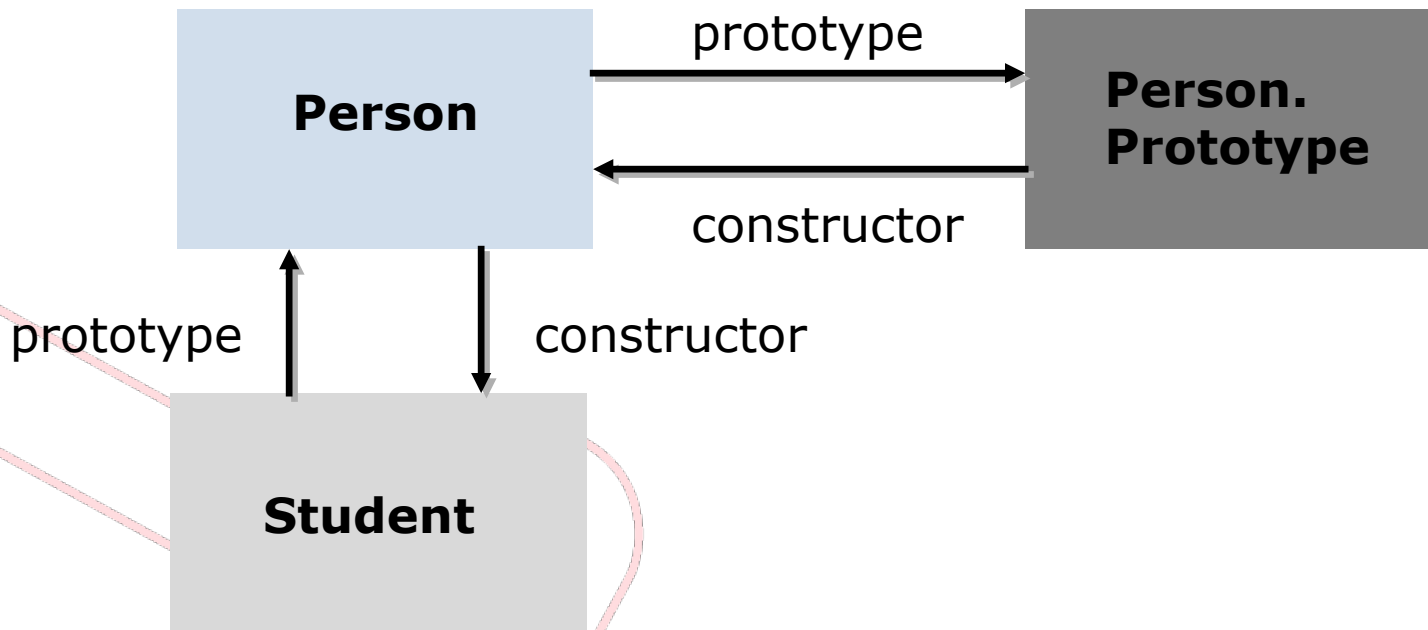 prototype
Person
Person.
Prototype
constructor
prototype
constructor
Student